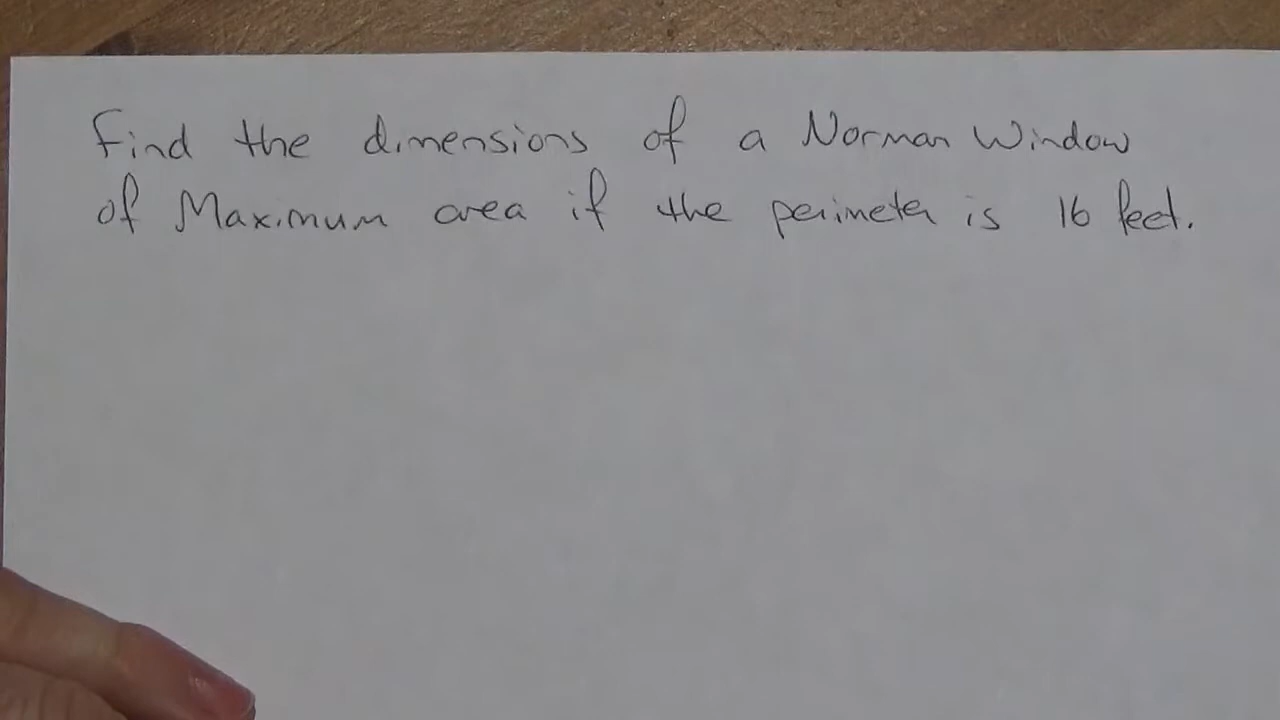 Find the dimensions of a Norman Window
of Maximum area if the perimeter is 16 feet.